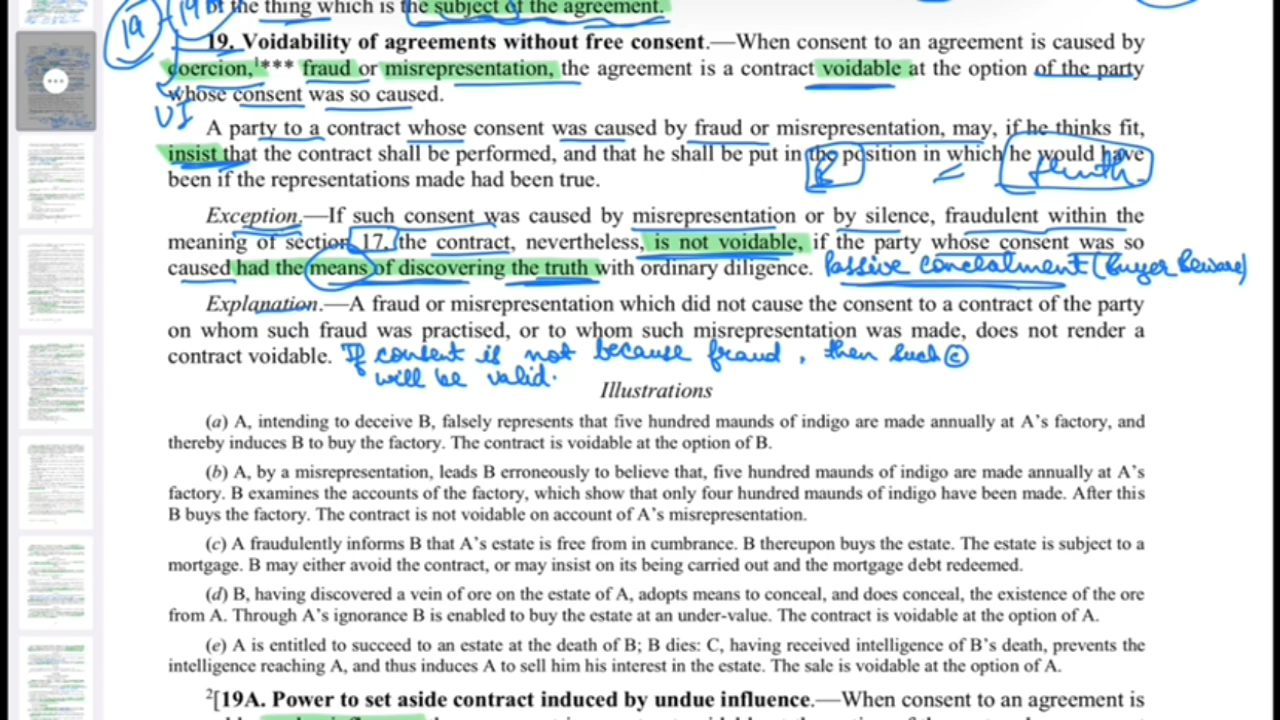 19
of the thing which is the subject of the agreement.
19. Voidability of agreements without free consent.—When consent to an agreement is caused by
coercion, 1*** fraud or misrepresentation, the agreement is a contract voidable at the option of the party
whose consent was so caused.
UI
A party to a contract whose consent was caused by fraud or misrepresentation, may, if he thinks fit,
insist that the contract shall be performed, and that he shall be put in the position in which he would have
been if the representations made had been true.
Exception.—If such consent was caused by misrepresentation or by silence, fraudulent within the
meaning of section 17, the contract, nevertheless, is not voidable, if the party whose consent was so
caused had the means of discovering the truth with ordinary diligence. Passive concealment (Buyer Beware)
Explanation.—A fraud or misrepresentation which did not cause the consent to a contract of the party
on whom such fraud was practised, or to whom such misrepresentation was made, does not render a
contract voidable. If consent is not because fraud, then such ©
will be valid.
Illustrations
(a) A, intending to deceive B, falsely represents that five hundred maunds of indigo are made annually at A's factory, and
thereby induces B to buy the factory. The contract is voidable at the option of B.
(b) A, by a misrepresentation, leads B erroneously to believe that, five hundred maunds of indigo are made annually at A's
factory. B examines the accounts of the factory, which show that only four hundred maunds of indigo have been made. After this
B buys the factory. The contract is not voidable on account of A's misrepresentation.
(c) A fraudulently informs B that A's estate is free from in cumbrance. B thereupon buys the estate. The estate is subject to a
mortgage. B may either avoid the contract, or may insist on its being carried out and the mortgage debt redeemed.
(d) B, having discovered a vein of ore on the estate of A, adopts means to conceal, and does conceal, the existence of the ore
from A. Through A's ignorance B is enabled to buy the estate at an under-value. The contract is voidable at the option of A.
(e) A is entitled to succeed to an estate at the death of B; B dies: C, having received intelligence of B's death, prevents the
intelligence reaching A, and thus induces A to sell him his interest in the estate. The sale is voidable at the option of A.
2[19A. Power to set aside contract induced by undue influence.—When consent to an agreement is